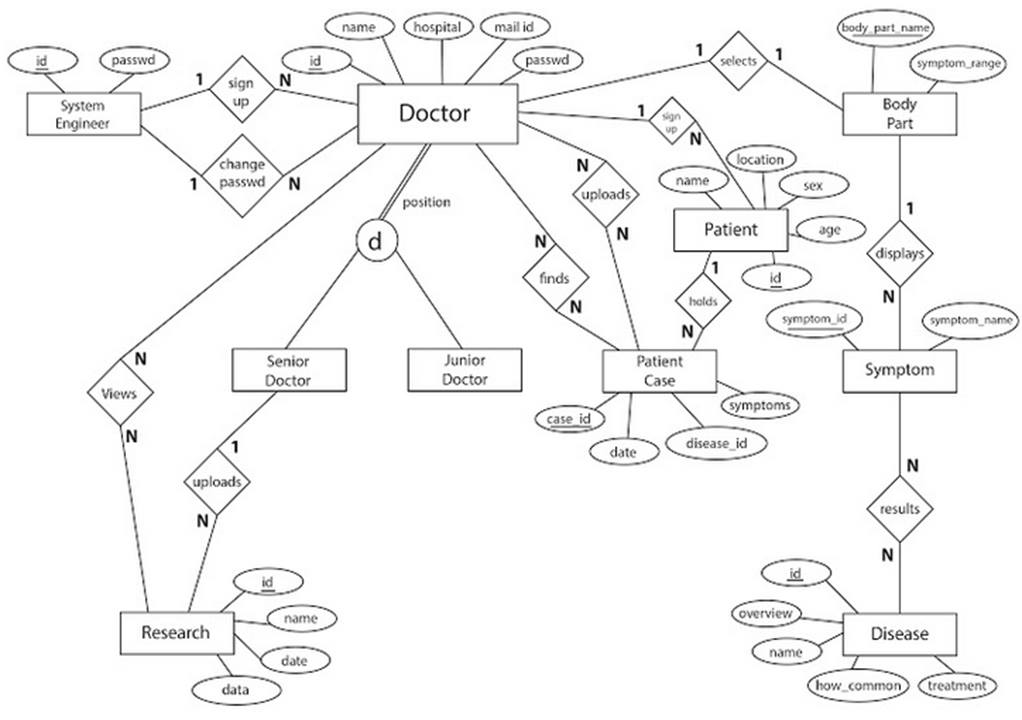 name
hospital
mail id
body_part_name
id
passwd
id
passwd
symptom_range
1
sign
up
N
1
selects
1
System
Engineer
Doctor
Body
Part
1
sign
up
N
1
change
passwd
N
N
uploads
N
location
name
sex
position
Patient
age
id
1
displays
N
d
N
finds
N
1
holds
N
symptom_id
symptom_name
N
Views
N
Senior
Doctor
Junior
Doctor
Patient
Case
Symptom
case_id
symptoms
date
disease_id
1
uploads
N
N
results
N
id
name
date
data
Research
id
overview
name
Disease
how_common
treatment